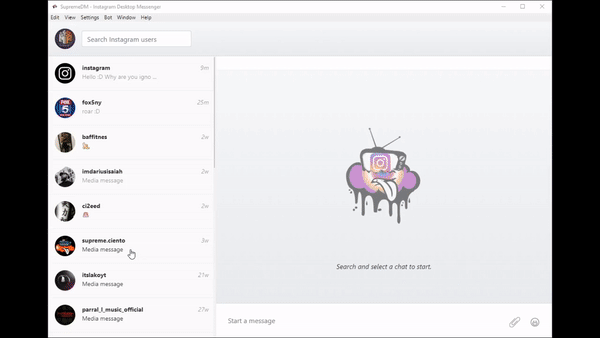 SupremeDM - Instagram Desktop Messenger
Edit View Settings Bot Window Help
Search Instagram users
instagram 9m
Hello :D Why are you igno ...
fox5ny 25m
roar :D
baffitnes 2w
imdariusisaiah 2w
Media message
ci2eed 2w
supreme.ciento 8w
Media message
itslakoyt 21w
Media message
parral_l_music_official 27w
Media message
Search and select a chat to start.
Start a message